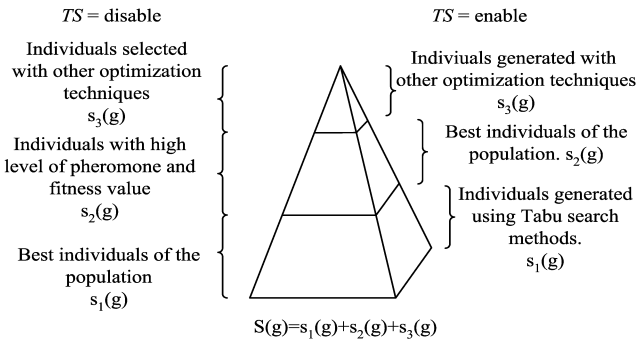 TS = disable
Individuals selected
with other optimization
techniques
s₃(g)
Individuals with high
level of pheromone and
fitness value
s₂(g)
Best individuals of the
population
s₁(g)
TS = enable
Indiviuals generated with
other optimization techniques
s₃(g)
Best individuals of the
population. s₂(g)
Individuals generated
using Tabu search
methods.
s₁(g)
S(g)=s₁(g)+s₂(g)+s₃(g)